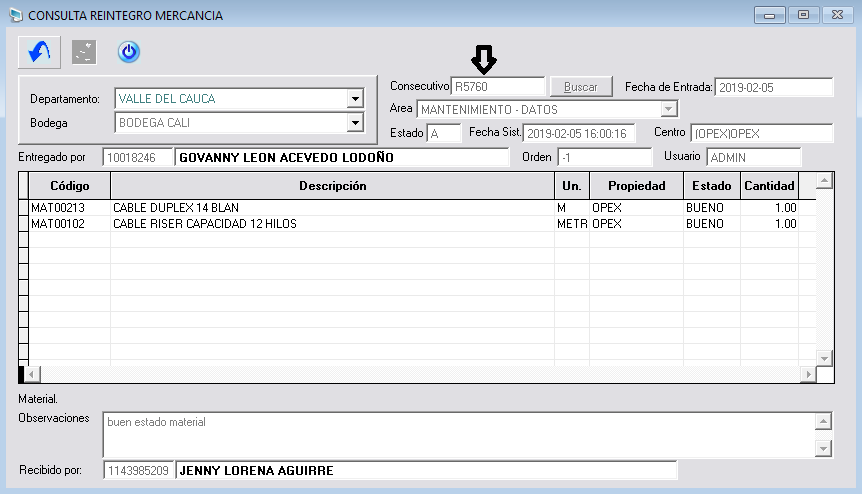 CONSULTA REINTEGRO MERCANCIA
Departamento: VALLE DEL CAUCA
Bodega BODEGA CALI
Consecutivo R5760 Buscar Fecha de Entrada: 2019-02-05
Area MANTENIMIENTO - DATOS
Estado A Fecha Sist. 2019-02-05 16:00:16 Centro (OPEX)OPEX
Entregado por 10018246 GOVANNY LEON ACEVEDO LODOÑO Orden -1 Usuario ADMIN
Código Descripción Un. Propiedad Estado Cantidad
MAT00213 CABLE DUPLEX 14 BLAN M OPEX BUENO 1.00
MAT00102 CABLE RISER CAPACIDAD 12 HILOS METR OPEX BUENO 1.00
Material.
Observaciones buen estado material
Recibido por: 1143985209 JENNY LORENA AGUIRRE